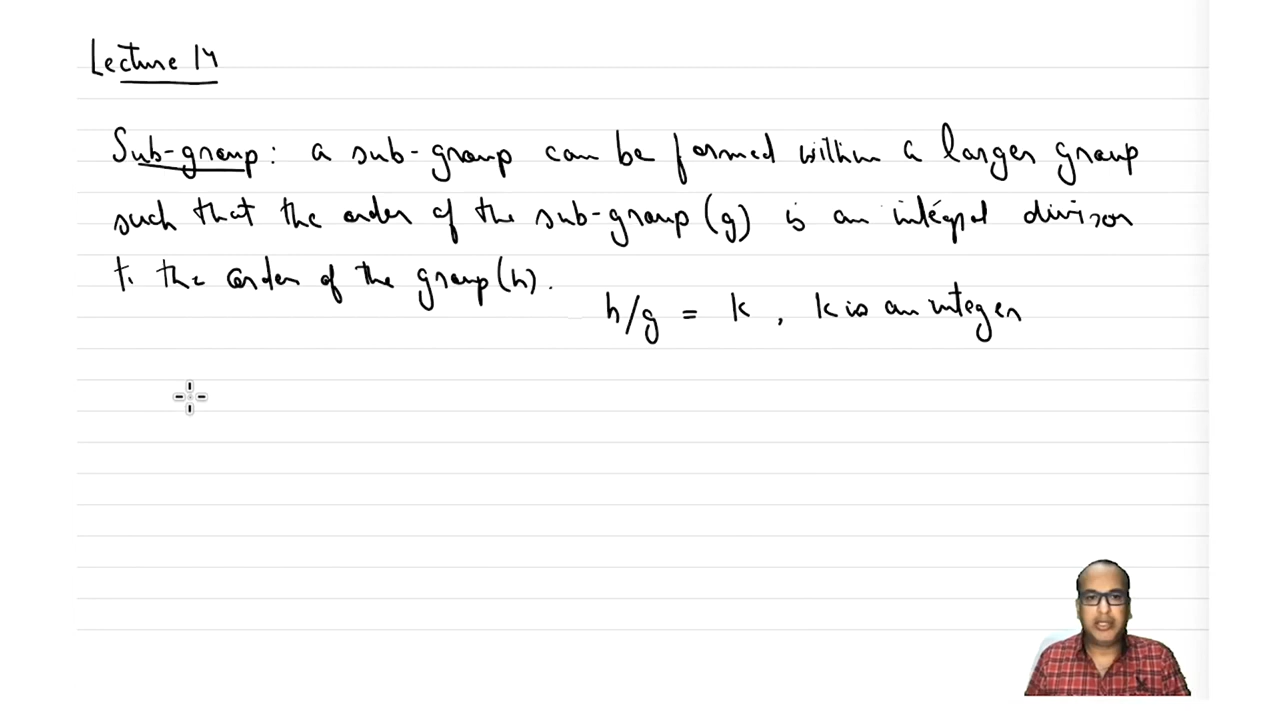 Lecture 14
Sub-group: a sub-group can be formed within a larger group
such that the order of the sub-group (g) is an integral divisor
to the order of the group (h).
h/g = k, k is an integer